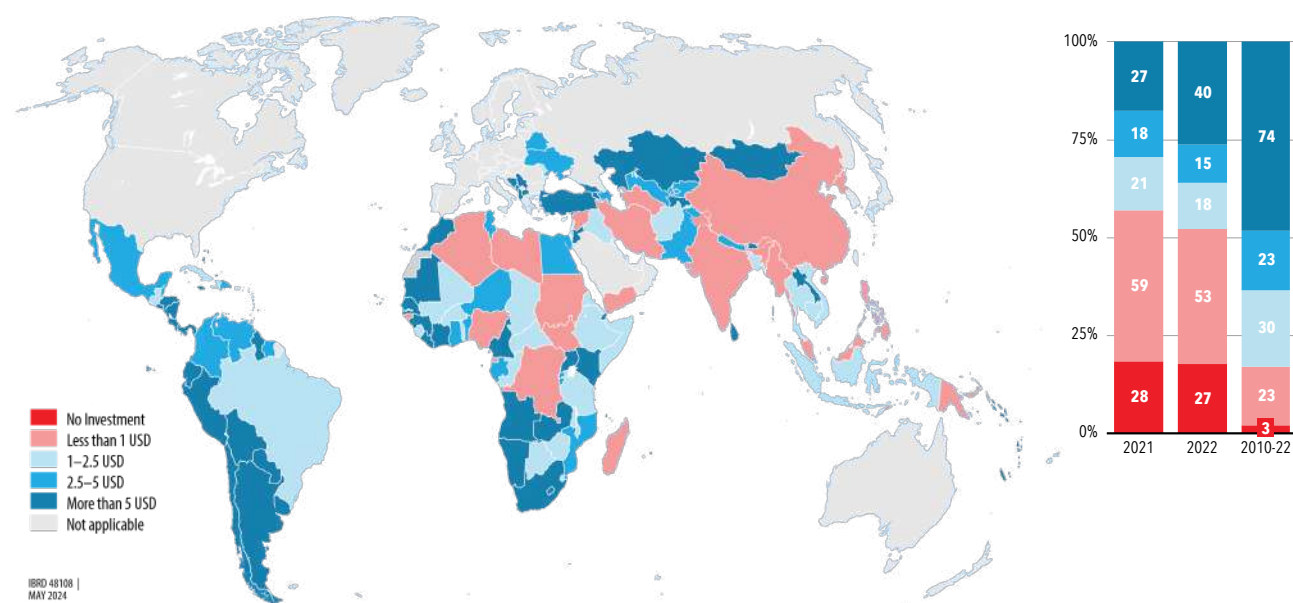 No Investment
Less than 1 USD
1–2.5 USD
2.5–5 USD
More than 5 USD
Not applicable
IBRD 48108 |
MAY 2024
100%
75%
50%
25%
0%
27
18
21
59
28
40
15
18
53
27
74
23
30
23
3
2021
2022
2010-22